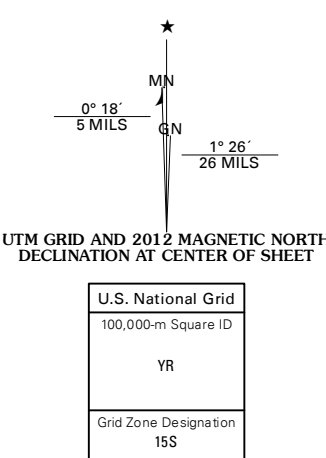 MN
0° 18´
5 MILS
GN
1° 26´
26 MILS
UTM GRID AND 2012 MAGNETIC NORTH
DECLINATION AT CENTER OF SHEET
U.S. National Grid
100,000-m Square ID
YR
Grid Zone Designation
15S